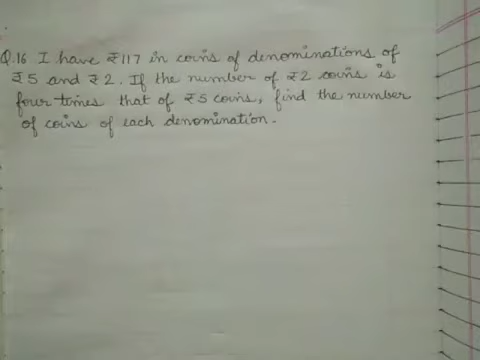 Q.16 I have ₹117 in coins of denominations of
₹5 and ₹2. If the number of ₹2 coins is
four times that of ₹5 coins, find the number
of coins of each denomination.